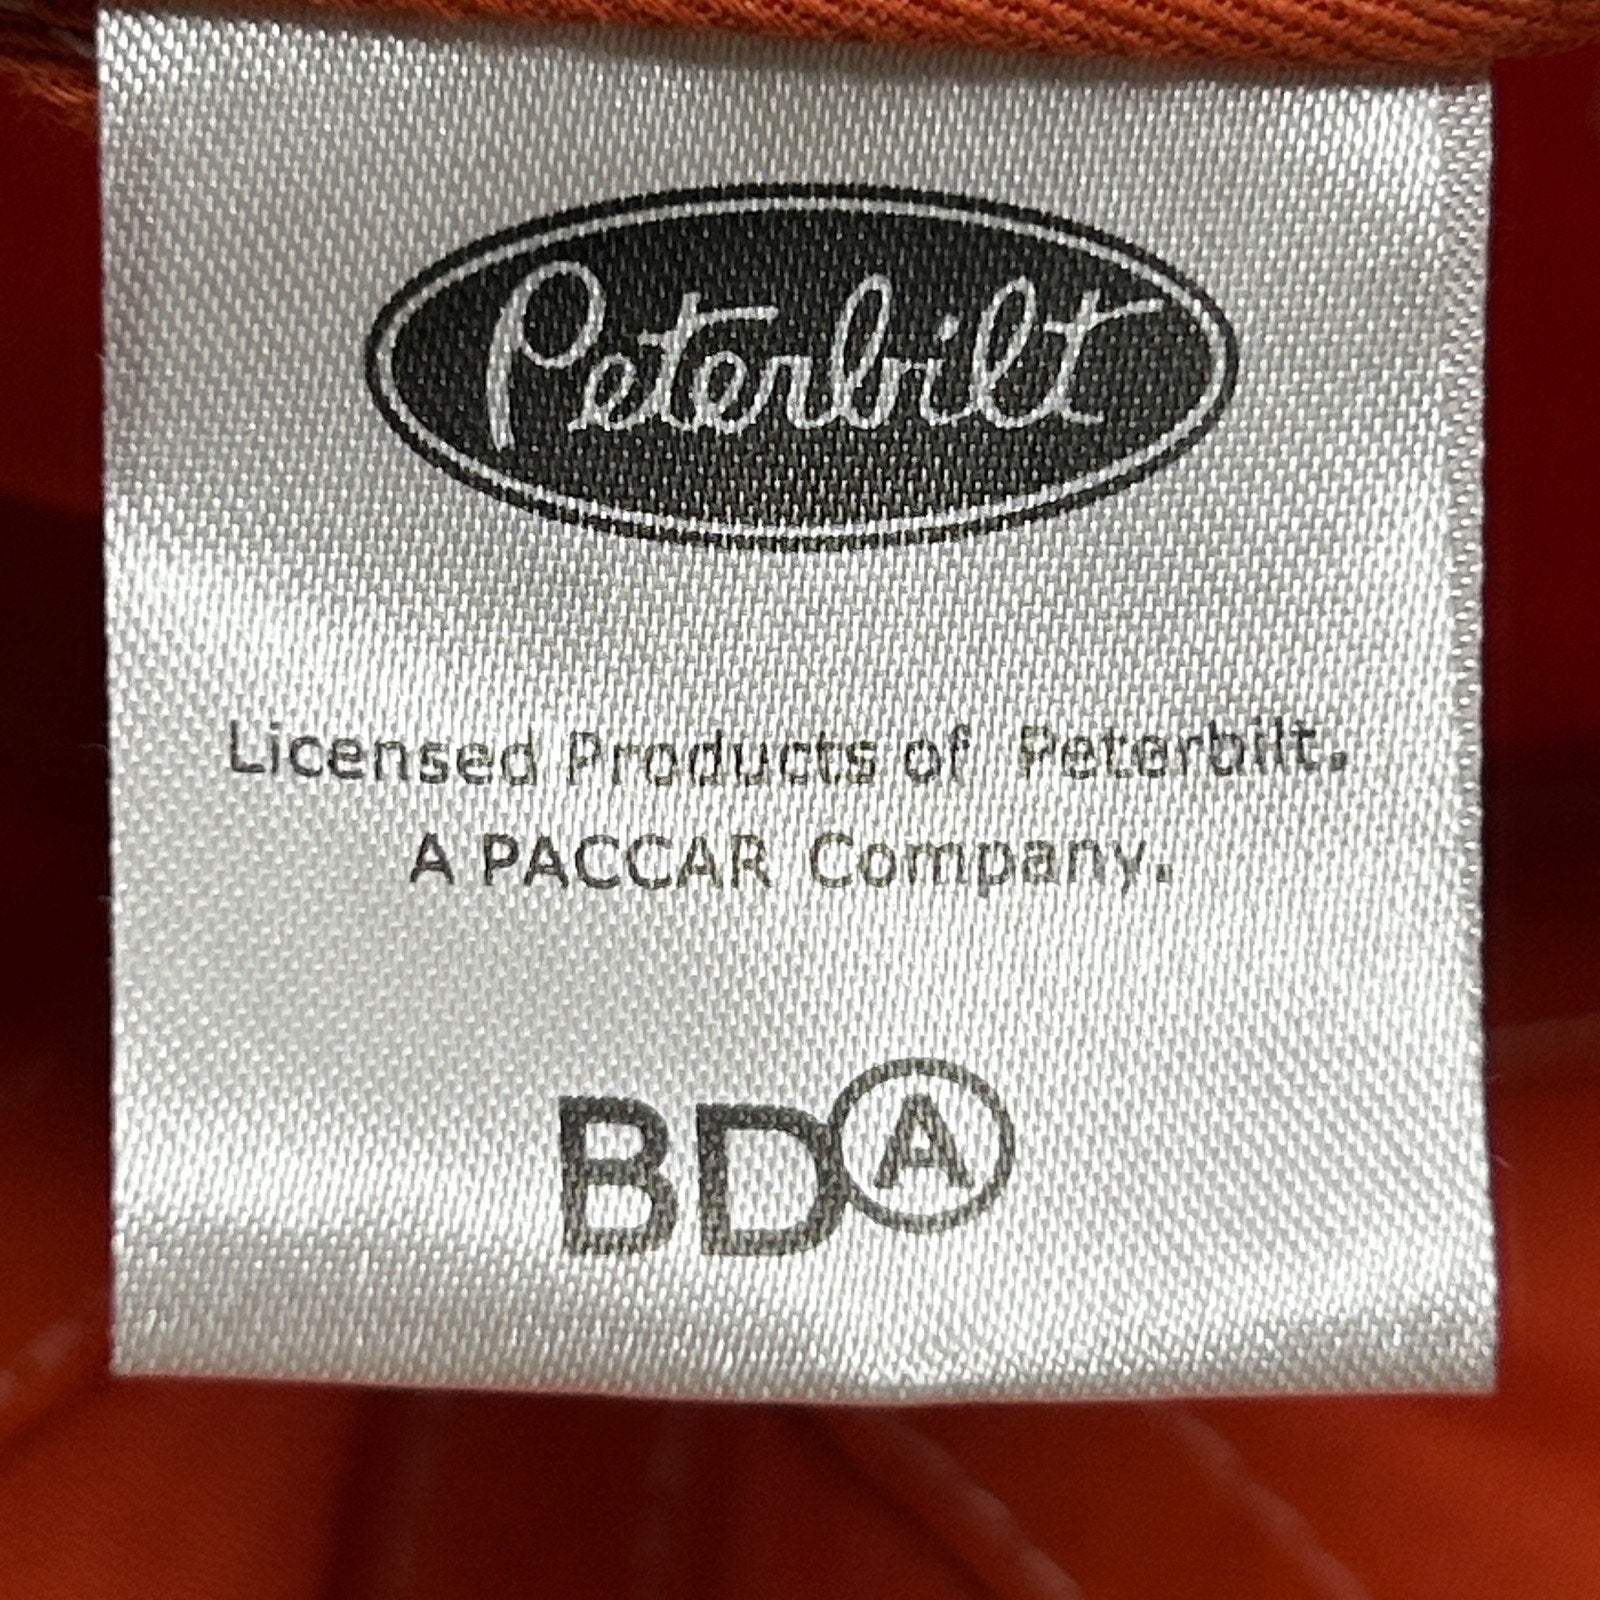 Peterbilt
Licensed Products of Peterbilt.
A PACCAR Company.
BDⒶ